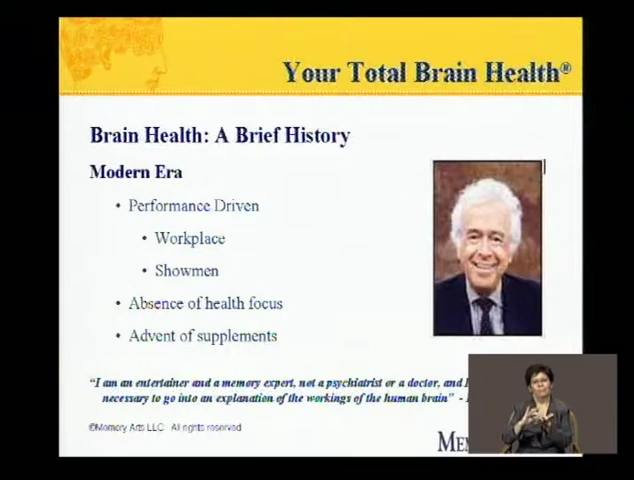 Your Total Brain Health®
Brain Health: A Brief History
Modern Era
• Performance Driven
• Workplace
• Showmen
• Absence of health focus
• Advent of supplements
"I am an entertainer and a memory expert, not a psychiatrist or a doctor, and
necessary to go into an explanation of the workings of the human brain" -
©Memory Arts LLC All rights reserved